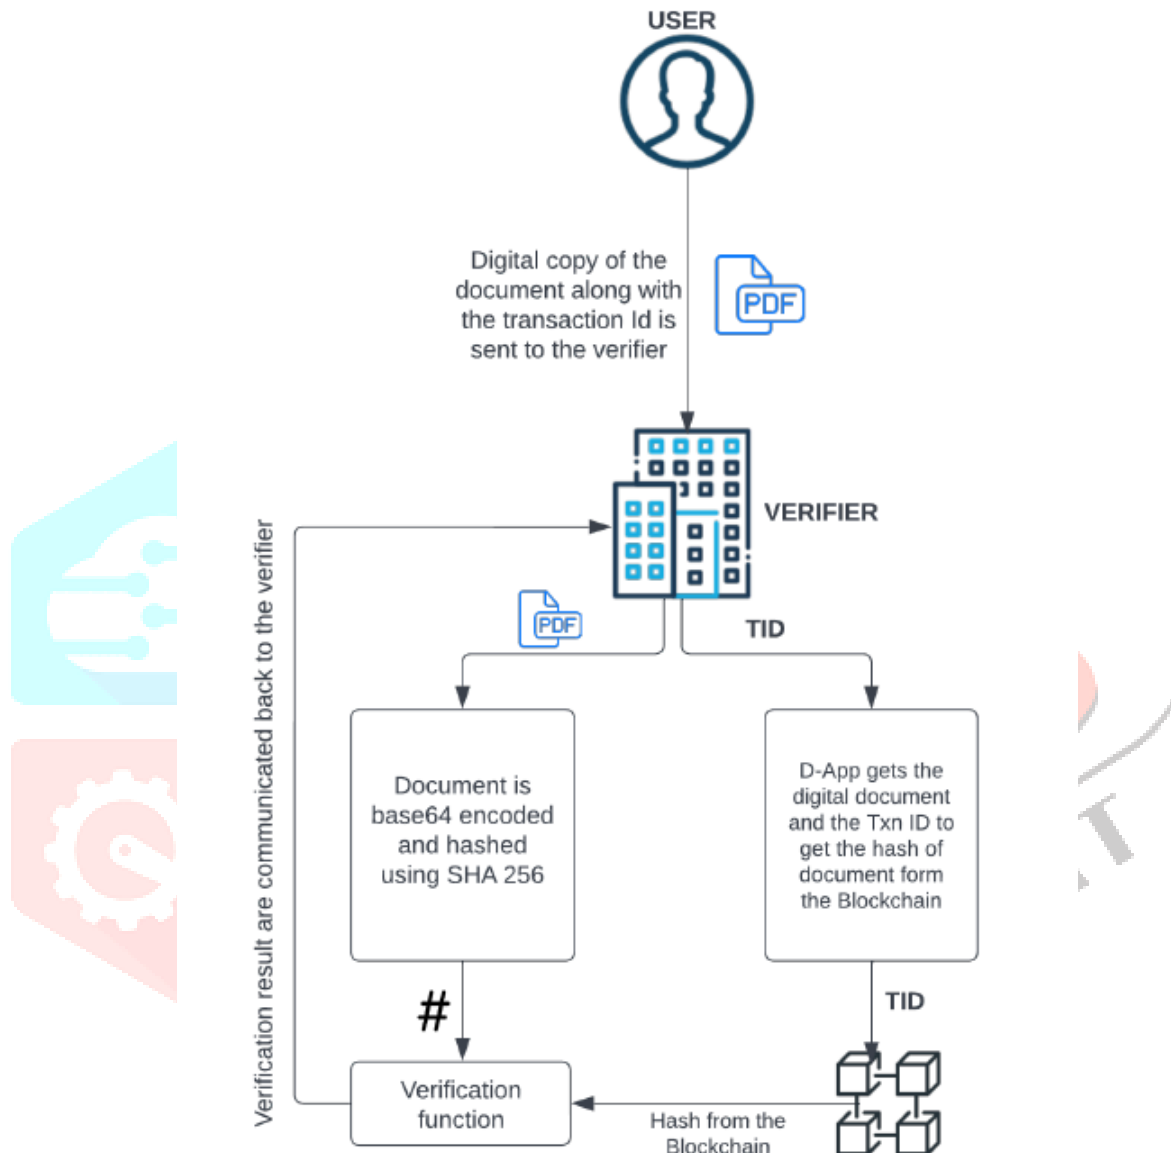 USER
Digital copy of the
document along with
the transaction Id is
sent to the verifier
PDF
VERIFIER
Verification result are communicated back to the verifier
PDF
TID
Document is
base64 encoded
and hashed
using SHA 256
D-App gets the
digital document
and the Txn ID to
get the hash of
document form
the Blockchain
#
TID
Verification
function
Hash from the
Blockchain